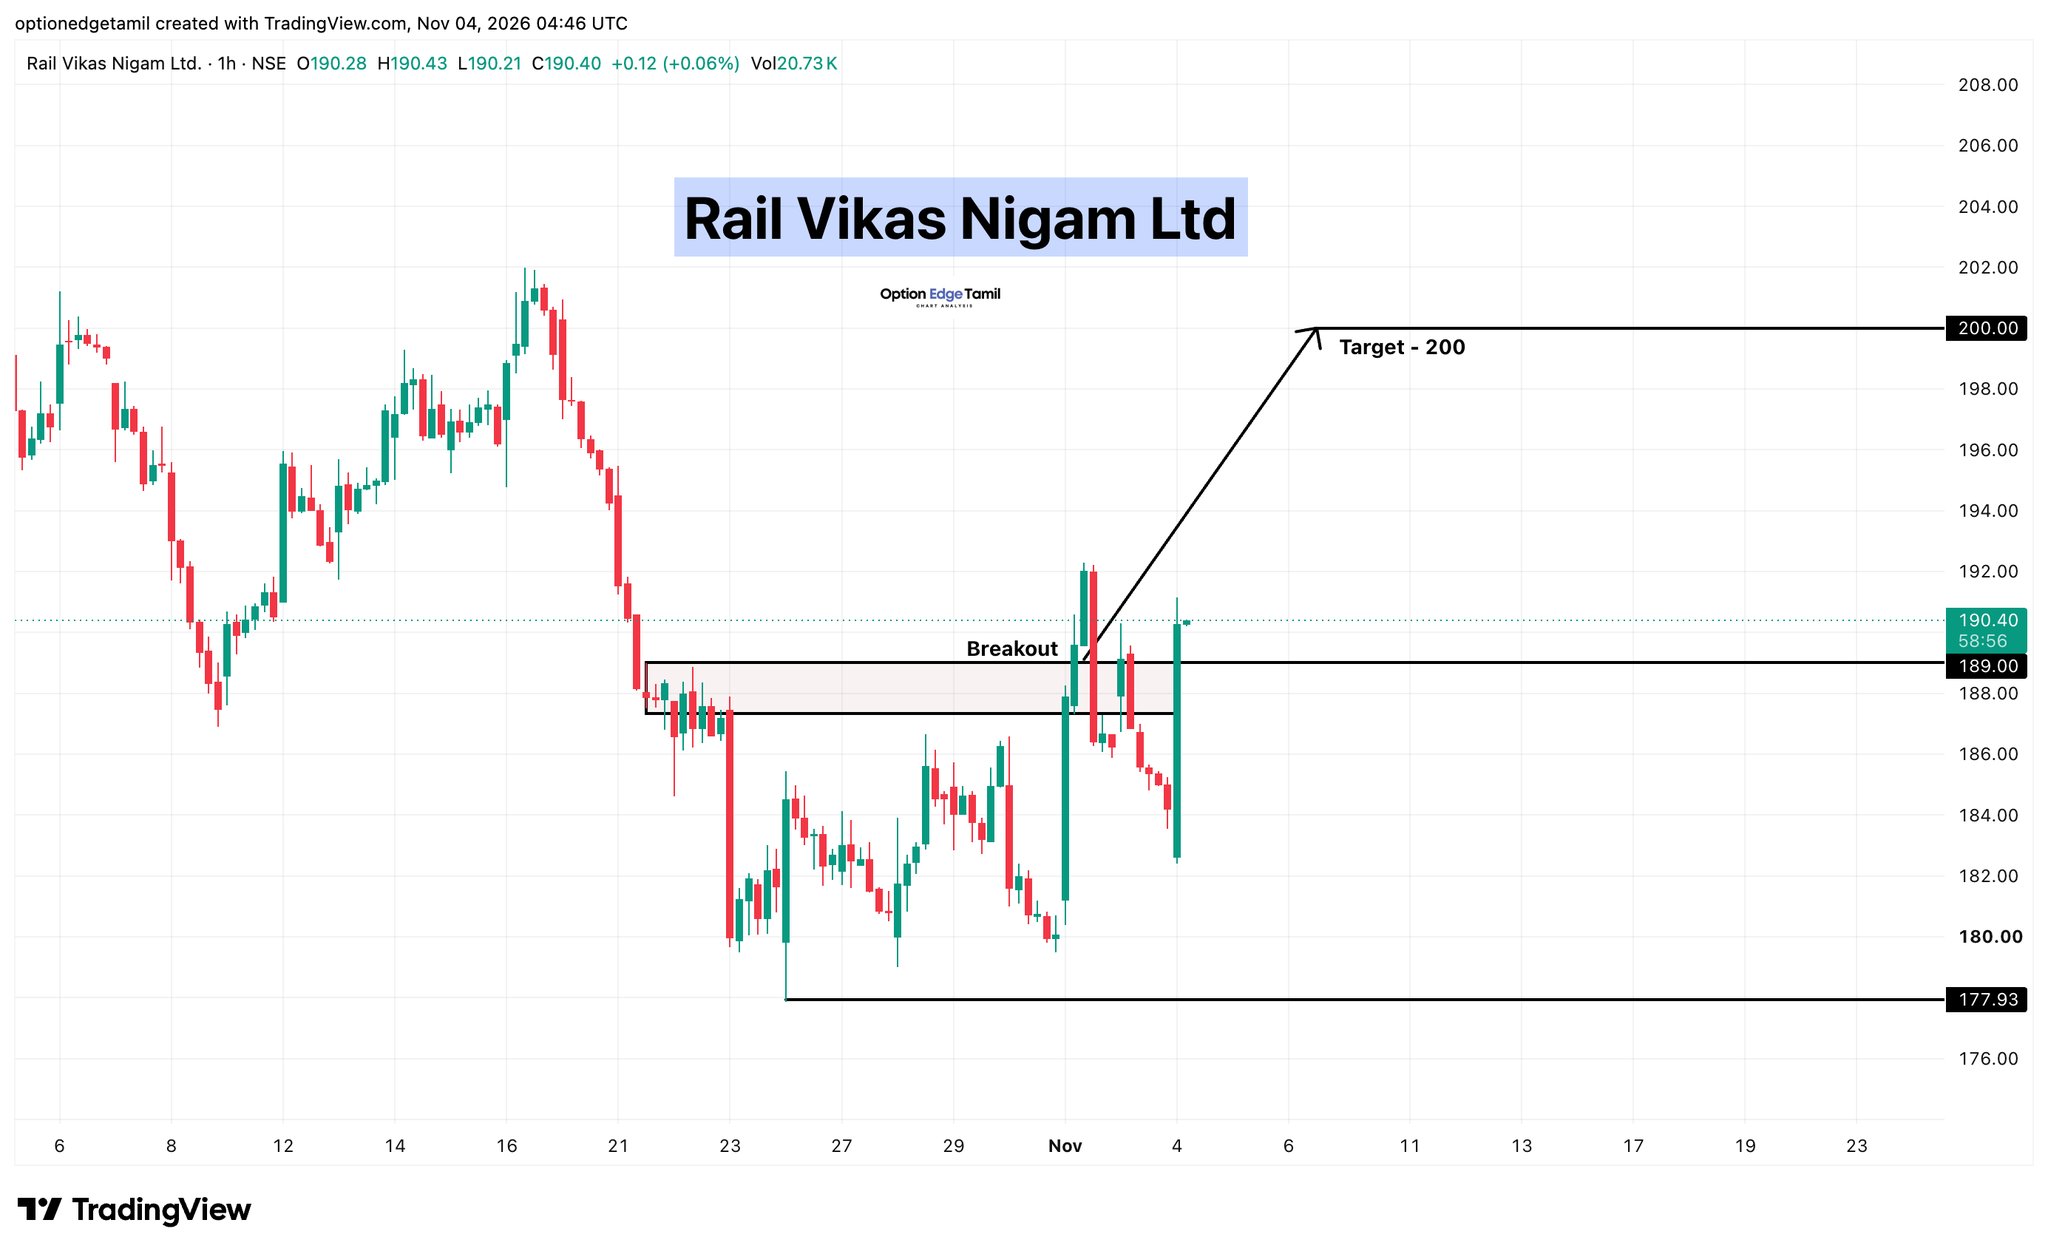 optionedgetamil created with TradingView.com, Nov 04, 2026 04:46 UTC
Rail Vikas Nigam Ltd. · 1h · NSE O190.28 H190.43 L190.21 C190.40 +0.12 (+0.06%) Vol20.73 K
208.00
206.00
Rail Vikas Nigam Ltd
204.00
202.00
Option Edge Tamil
CHART ANALYSIS
200.00
Target - 200
198.00
196.00
194.00
192.00
190.40
58:56
Breakout
189.00
188.00
186.00
184.00
182.00
180.00
177.93
176.00
6 8 12 14 16 21 23 27 29 Nov 4 6 11 13 17 19 23
TradingView